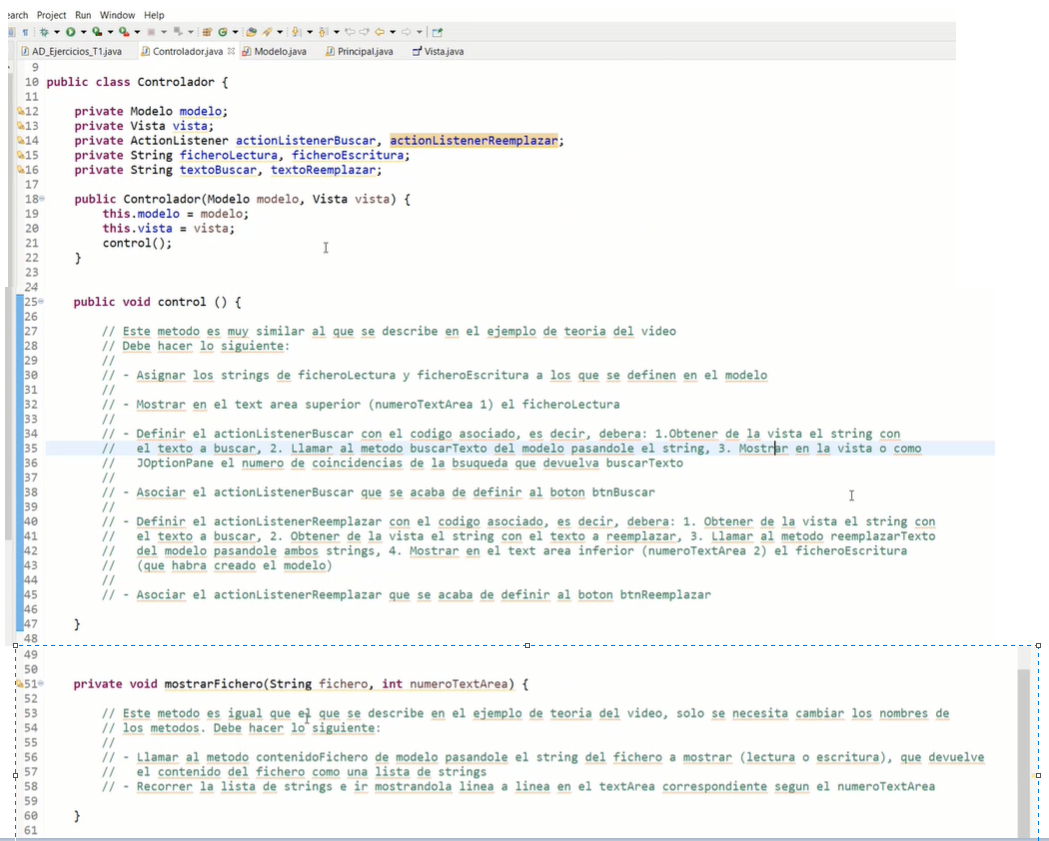 earch Project Run Window Help
AD_Ejercicios_T1.java Controlador.java Modelo.java Principal.java Vista.java
9
10 public class Controlador {
11
12 private Modelo modelo;
13 private Vista vista;
14 private ActionListener actionListenerBuscar, actionListenerReemplazar;
15 private String ficheroLectura, ficheroEscritura;
16 private String textoBuscar, textoReemplazar;
17
18 public Controlador(Modelo modelo, Vista vista) {
19 this.modelo = modelo;
20 this.vista = vista;
21 control();
22 }
23
24
25 public void control () {
26
27 // Este metodo es muy similar al que se describe en el ejemplo de teoria del video
28 // Debe hacer lo siguiente:
29 //
30 // - Asignar los strings de ficheroLectura y ficheroEscritura a los que se definen en el modelo
31 //
32 // - Mostrar en el text area superior (numeroTextArea 1) el ficheroLectura
33 //
34 // - Definir el actionListenerBuscar con el codigo asociado, es decir, debera: 1.Obtener de la vista el string con
35 // el texto a buscar, 2. Llamar al metodo buscarTexto del modelo pasandole el string, 3. Mostrar en la vista o como
36 // JOptionPane el numero de coincidencias de la bsuqueda que devuelva buscarTexto
37 //
38 // - Asociar el actionListenerBuscar que se acaba de definir al boton btnBuscar
39 //
40 // - Definir el actionListenerReemplazar con el codigo asociado, es decir, debera: 1. Obtener de la vista el string con
41 // el texto a buscar, 2. Obtener de la vista el string con el texto a reemplazar, 3. Llamar al metodo reemplazarTexto
42 // del modelo pasandole ambos strings, 4. Mostrar en el text area inferior (numeroTextArea 2) el ficheroEscritura
43 // (que habra creado el modelo)
44 //
45 // - Asociar el actionListenerReemplazar que se acaba de definir al boton btnReemplazar
46
47 }
48
49
50
51 private void mostrarFichero(String fichero, int numeroTextArea) {
52
53 // Este metodo es igual que el que se describe en el ejemplo de teoria del video, solo se necesita cambiar los nombres de
54 // los metodos. Debe hacer lo siguiente:
55 //
56 // - Llamar al metodo contenidoFichero de modelo pasandole el string del fichero a mostrar (lectura o escritura), que devuelve
57 // el contenido del fichero como una lista de strings
58 // - Recorrer la lista de strings e ir mostrandola linea a linea en el textArea correspondiente segun el numeroTextArea
59
60 }
61